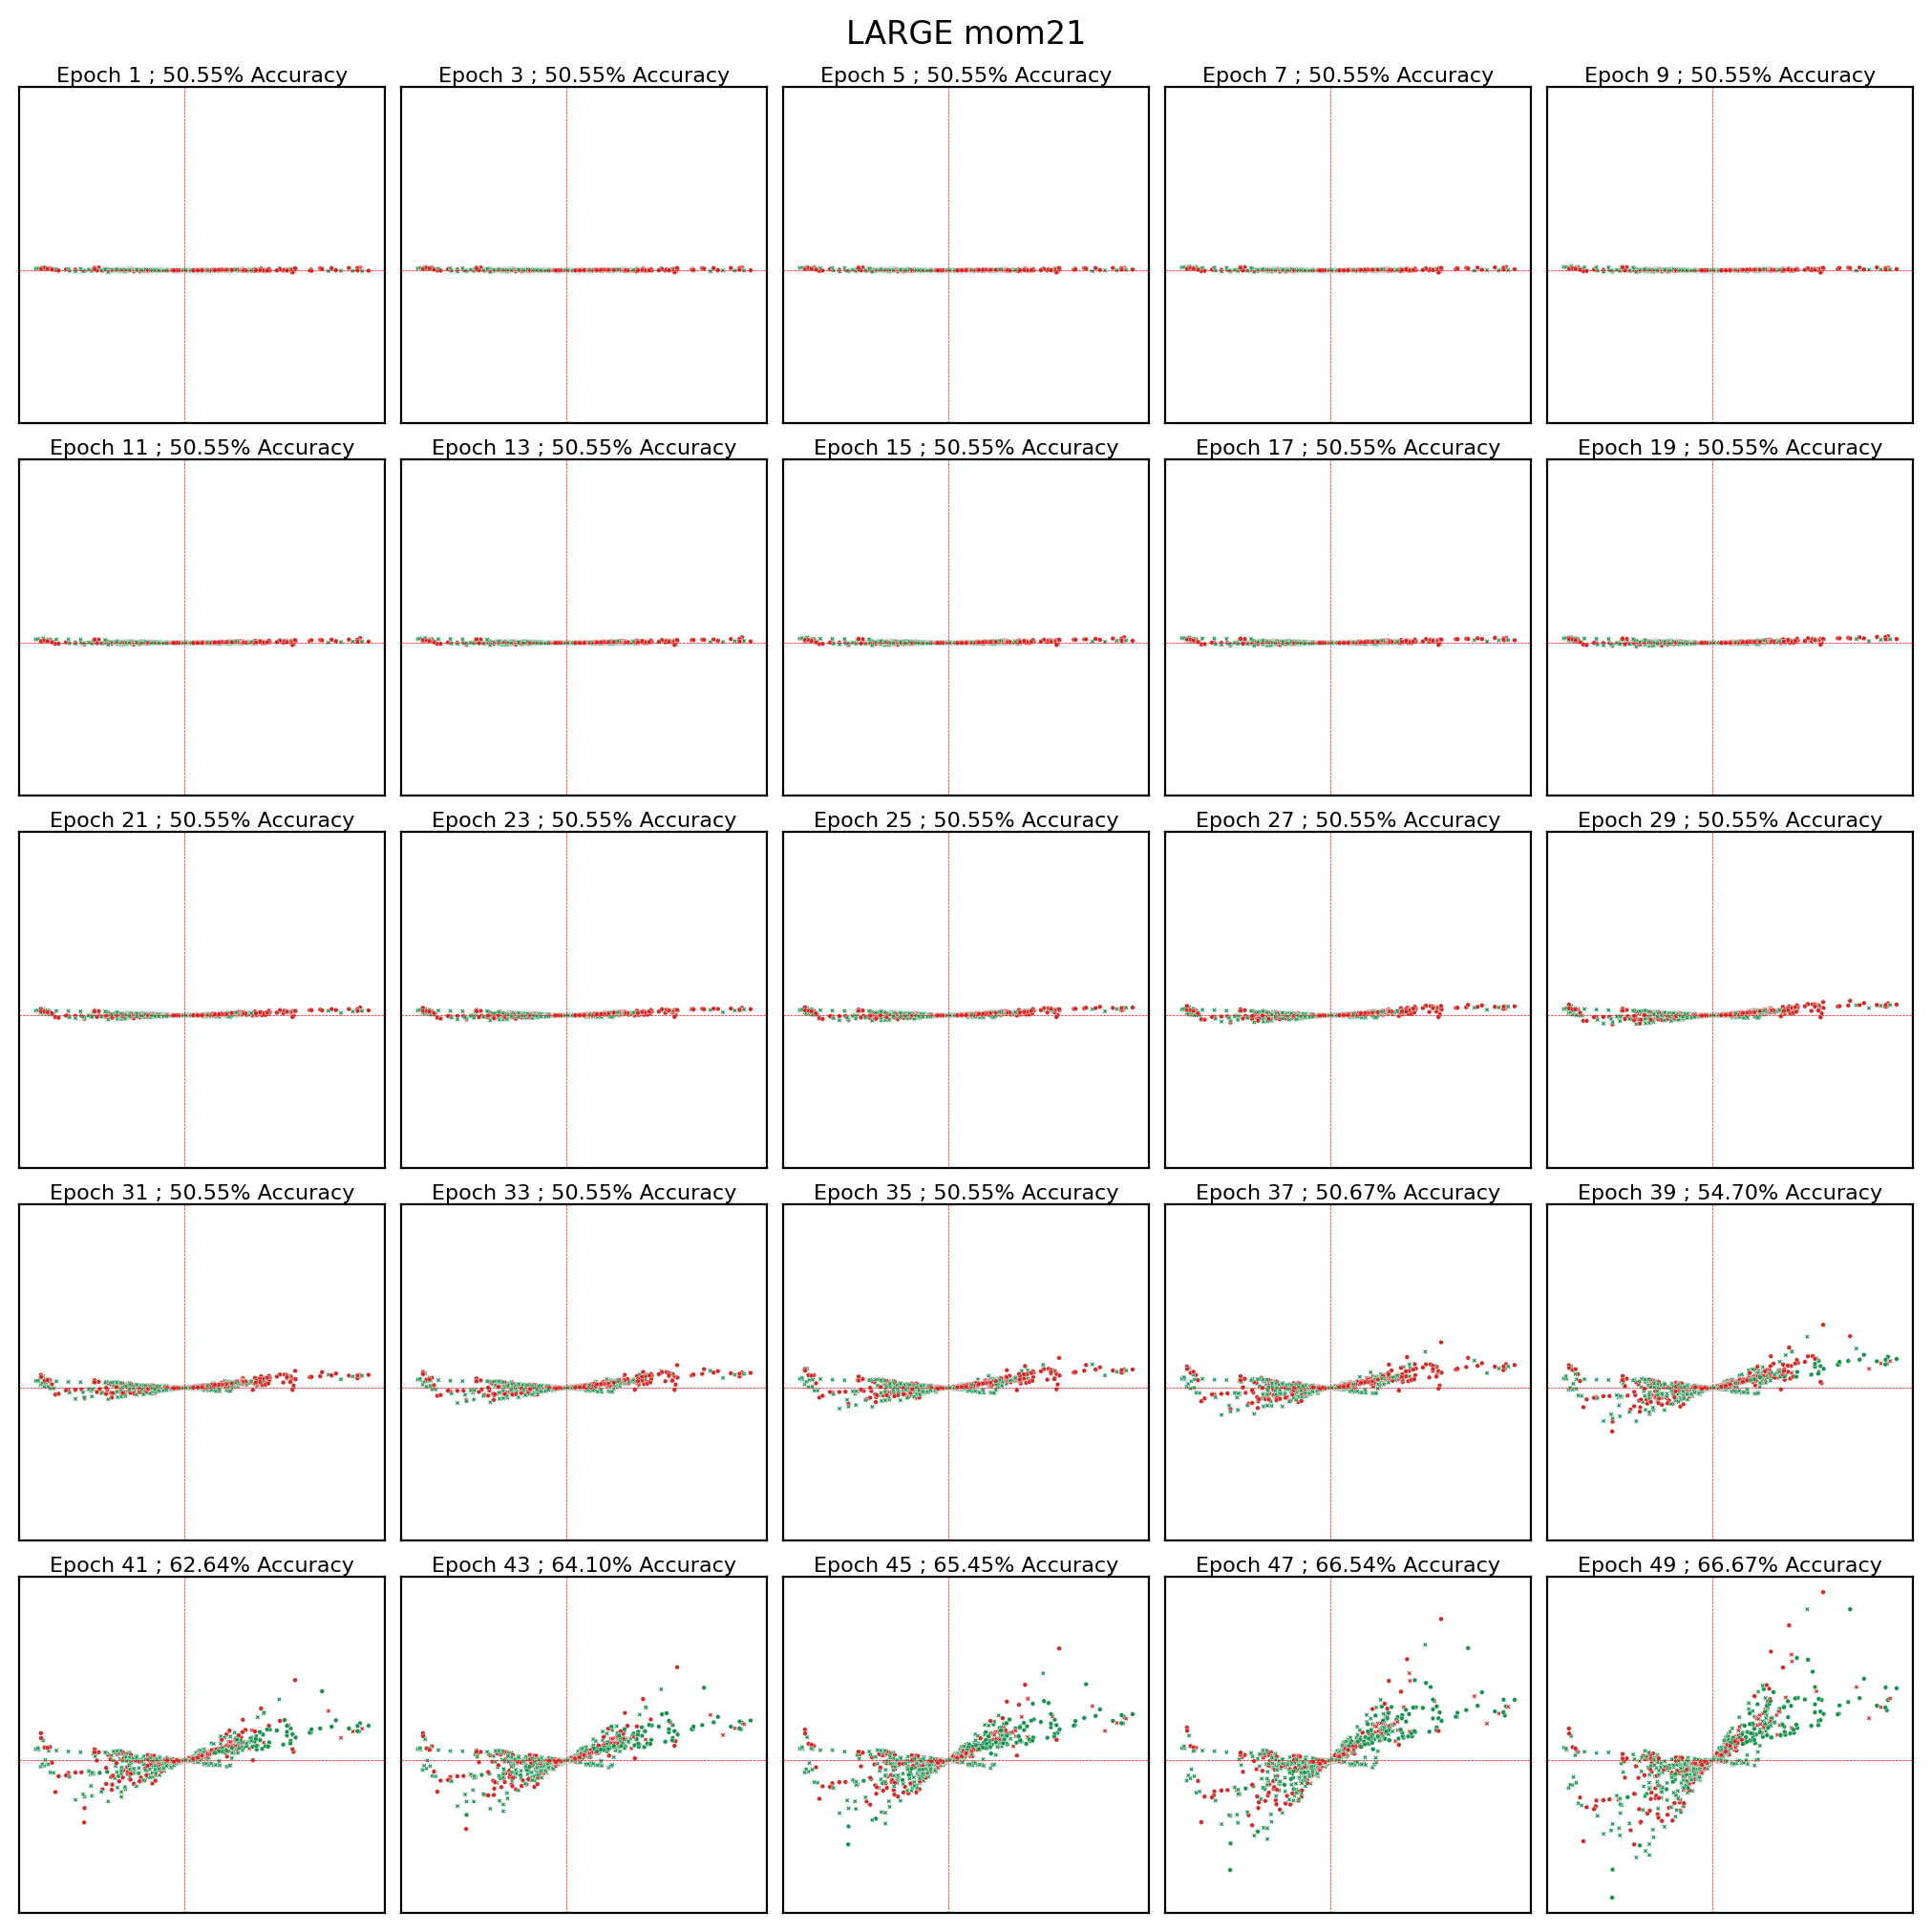 LARGE mom21
Epoch 1 ; 50.55% Accuracy
Epoch 3 ; 50.55% Accuracy
Epoch 5 ; 50.55% Accuracy
Epoch 7 ; 50.55% Accuracy
Epoch 9 ; 50.55% Accuracy
Epoch 11 ; 50.55% Accuracy
Epoch 13 ; 50.55% Accuracy
Epoch 15 ; 50.55% Accuracy
Epoch 17 ; 50.55% Accuracy
Epoch 19 ; 50.55% Accuracy
Epoch 21 ; 50.55% Accuracy
Epoch 23 ; 50.55% Accuracy
Epoch 25 ; 50.55% Accuracy
Epoch 27 ; 50.55% Accuracy
Epoch 29 ; 50.55% Accuracy
Epoch 31 ; 50.55% Accuracy
Epoch 33 ; 50.55% Accuracy
Epoch 35 ; 50.55% Accuracy
Epoch 37 ; 50.67% Accuracy
Epoch 39 ; 54.70% Accuracy
Epoch 41 ; 62.64% Accuracy
Epoch 43 ; 64.10% Accuracy
Epoch 45 ; 65.45% Accuracy
Epoch 47 ; 66.54% Accuracy
Epoch 49 ; 66.67% Accuracy